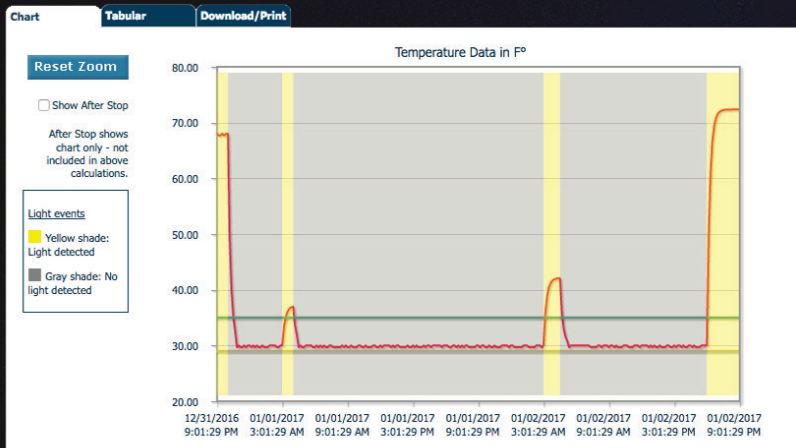 Chart
Tabular
Download/Print
Reset Zoom
Show After Stop
After Stop shows
chart only - not
included in above
calculations.
Light events
Yellow shade:
Light detected
Gray shade: No
light detected
Temperature Data in F°
80.00
70.00
60.00
50.00
40.00
30.00
20.00
12/31/2016 01/01/2017 01/01/2017 01/01/2017 01/01/2017 01/02/2017 01/02/2017 01/02/2017 01/02/2017
9:01:29 PM 3:01:29 AM 9:01:29 AM 3:01:29 PM 9:01:29 PM 3:01:29 AM 9:01:29 AM 3:01:29 PM 9:01:29 PM